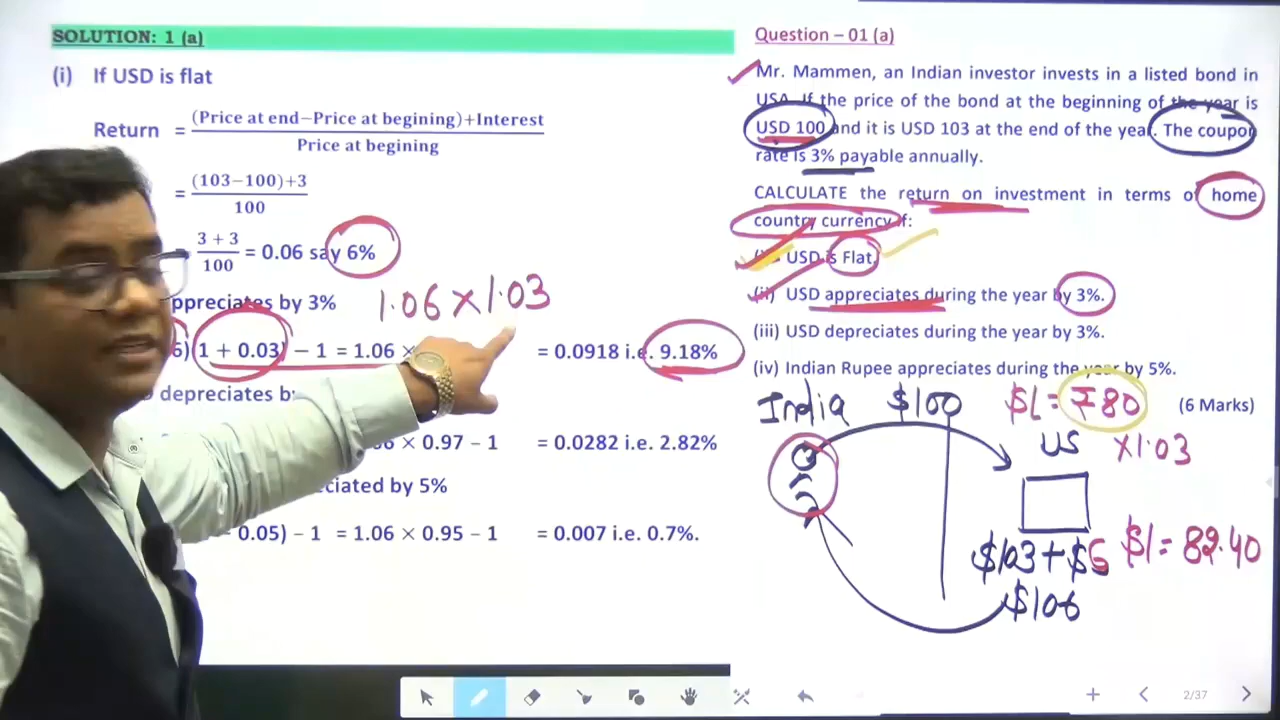 SOLUTION: 1 (a)
(i) If USD is flat
Return = (Price at end−Price at begining)+Interest
Price at begining
= (103−100)+3
100
= 3 + 3
100
= 0.06 say 6%
appreciates by 3%
1.06 × 1.03
6) (1 + 0.03) − 1 = 1.06 × = 0.0918 i.e. 9.18%
depreciates by
× 0.97 − 1 = 0.0282 i.e. 2.82%
ciated by 5%
0.05) − 1 = 1.06 × 0.95 − 1 = 0.007 i.e. 0.7%.
Question – 01 (a)
Mr. Mammen, an Indian investor invests in a listed bond in
USA. If the price of the bond at the beginning of the year is
USD 100 and it is USD 103 at the end of the year. The coupon
rate is 3% payable annually.
CALCULATE the return on investment in terms of home
country currency if:
USD is Flat.
(ii) USD appreciates during the year by 3%.
(iii) USD depreciates during the year by 3%.
(iv) Indian Rupee appreciates during the year by 5%.
(6 Marks)
India $100 $1 = ₹80
US ×1.03
$103 + $ $1 = 82.40
$106
2/37